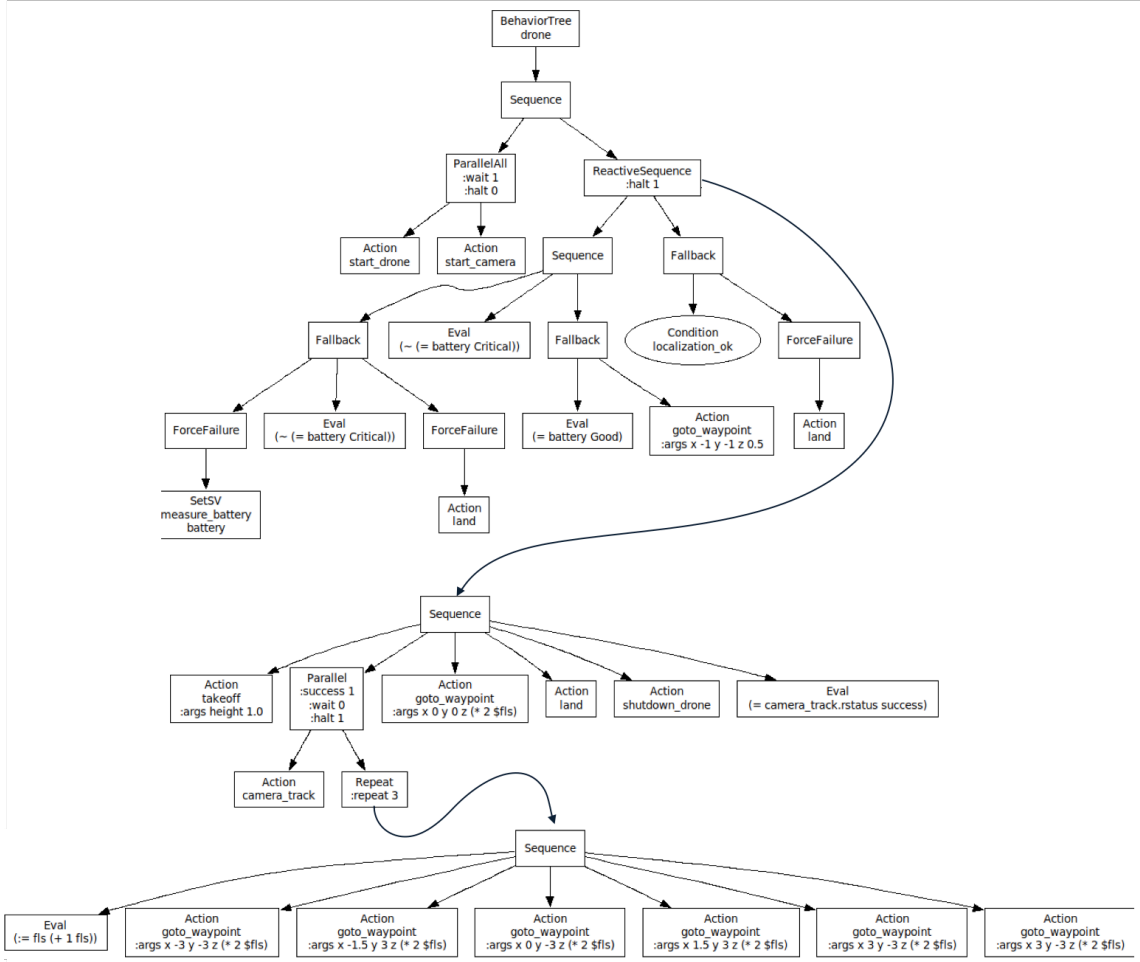 BehaviorTree
drone
Sequence
ParallelAll
:wait 1
:halt 0
ReactiveSequence
:halt 1
Action
start_drone
Action
start_camera
Sequence
Fallback
Fallback
Eval
(~ (= battery Critical))
Fallback
Condition
localization_ok
ForceFailure
ForceFailure
Eval
(~ (= battery Critical))
ForceFailure
Eval
(= battery Good)
Action
goto_waypoint
:args x -1 y -1 z 0.5
Action
land
SetSV
measure_battery
battery
Action
land
Sequence
Action
takeoff
:args height 1.0
Parallel
:success 1
:wait 0
:halt 1
Action
goto_waypoint
:args x 0 y 0 z (* 2 $fls)
Action
land
Action
shutdown_drone
Eval
(= camera_track.rstatus success)
Action
camera_track
Repeat
:repeat 3
Sequence
Eval
(:= fls (+ 1 fls))
Action
goto_waypoint
:args x -3 y -3 z (* 2 $fls)
Action
goto_waypoint
:args x -1.5 y 3 z (* 2 $fls)
Action
goto_waypoint
:args x 0 y -3 z (* 2 $fls)
Action
goto_waypoint
:args x 1.5 y 3 z (* 2 $fls)
Action
goto_waypoint
:args x 3 y -3 z (* 2 $fls)
Action
goto_waypoint
:args x 3 y -3 z (* 2 $fls)